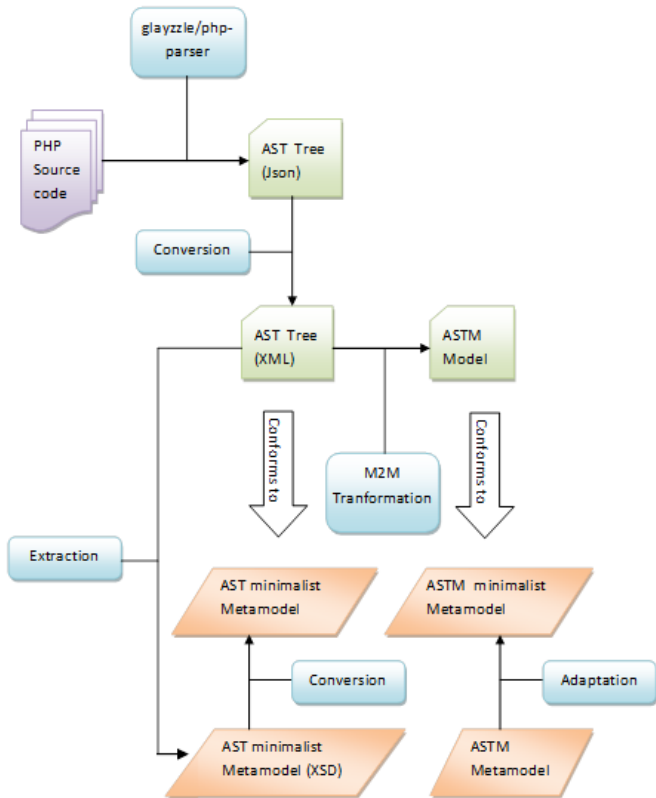 glayzzle/php-
parser
PHP
Source
code
AST Tree
(Json)
Conversion
AST Tree
(XML)
ASTM
Model
Conforms to
M2M
Tranformation
Conforms to
Extraction
AST minimalist
Metamodel
ASTM minimalist
Metamodel
Conversion
Adaptation
AST minimalist
Metamodel (XSD)
ASTM
Metamodel